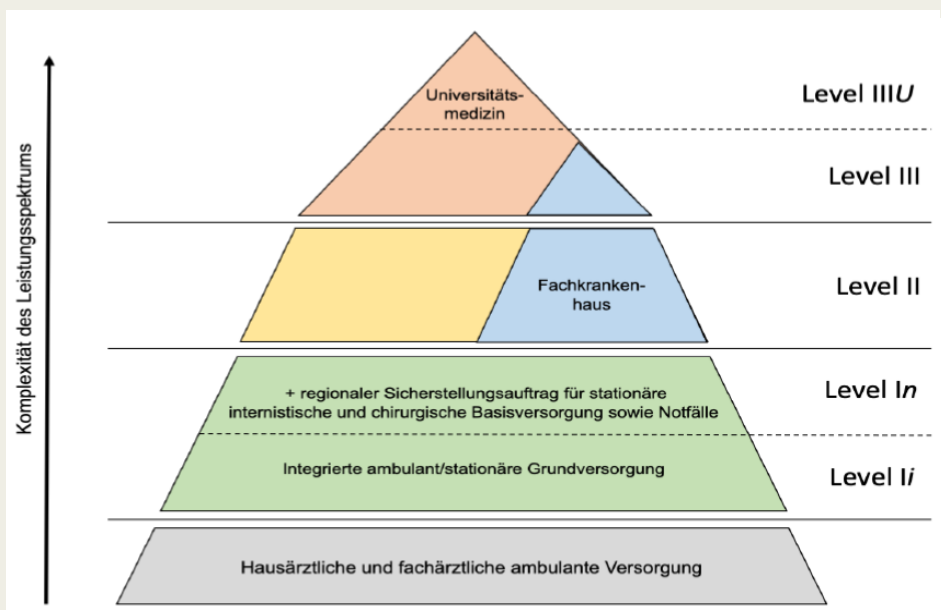 Komplexität des Leistungsspektrums
Universitäts-
medizin
Level IIIU
Level III
Fachkranken-
haus
Level II
+ regionaler Sicherstellungsauftrag für stationäre
internistische und chirurgische Basisversorgung sowie Notfälle
Level In
Integrierte ambulant/stationäre Grundversorgung
Level Ii
Hausärztliche und fachärztliche ambulante Versorgung